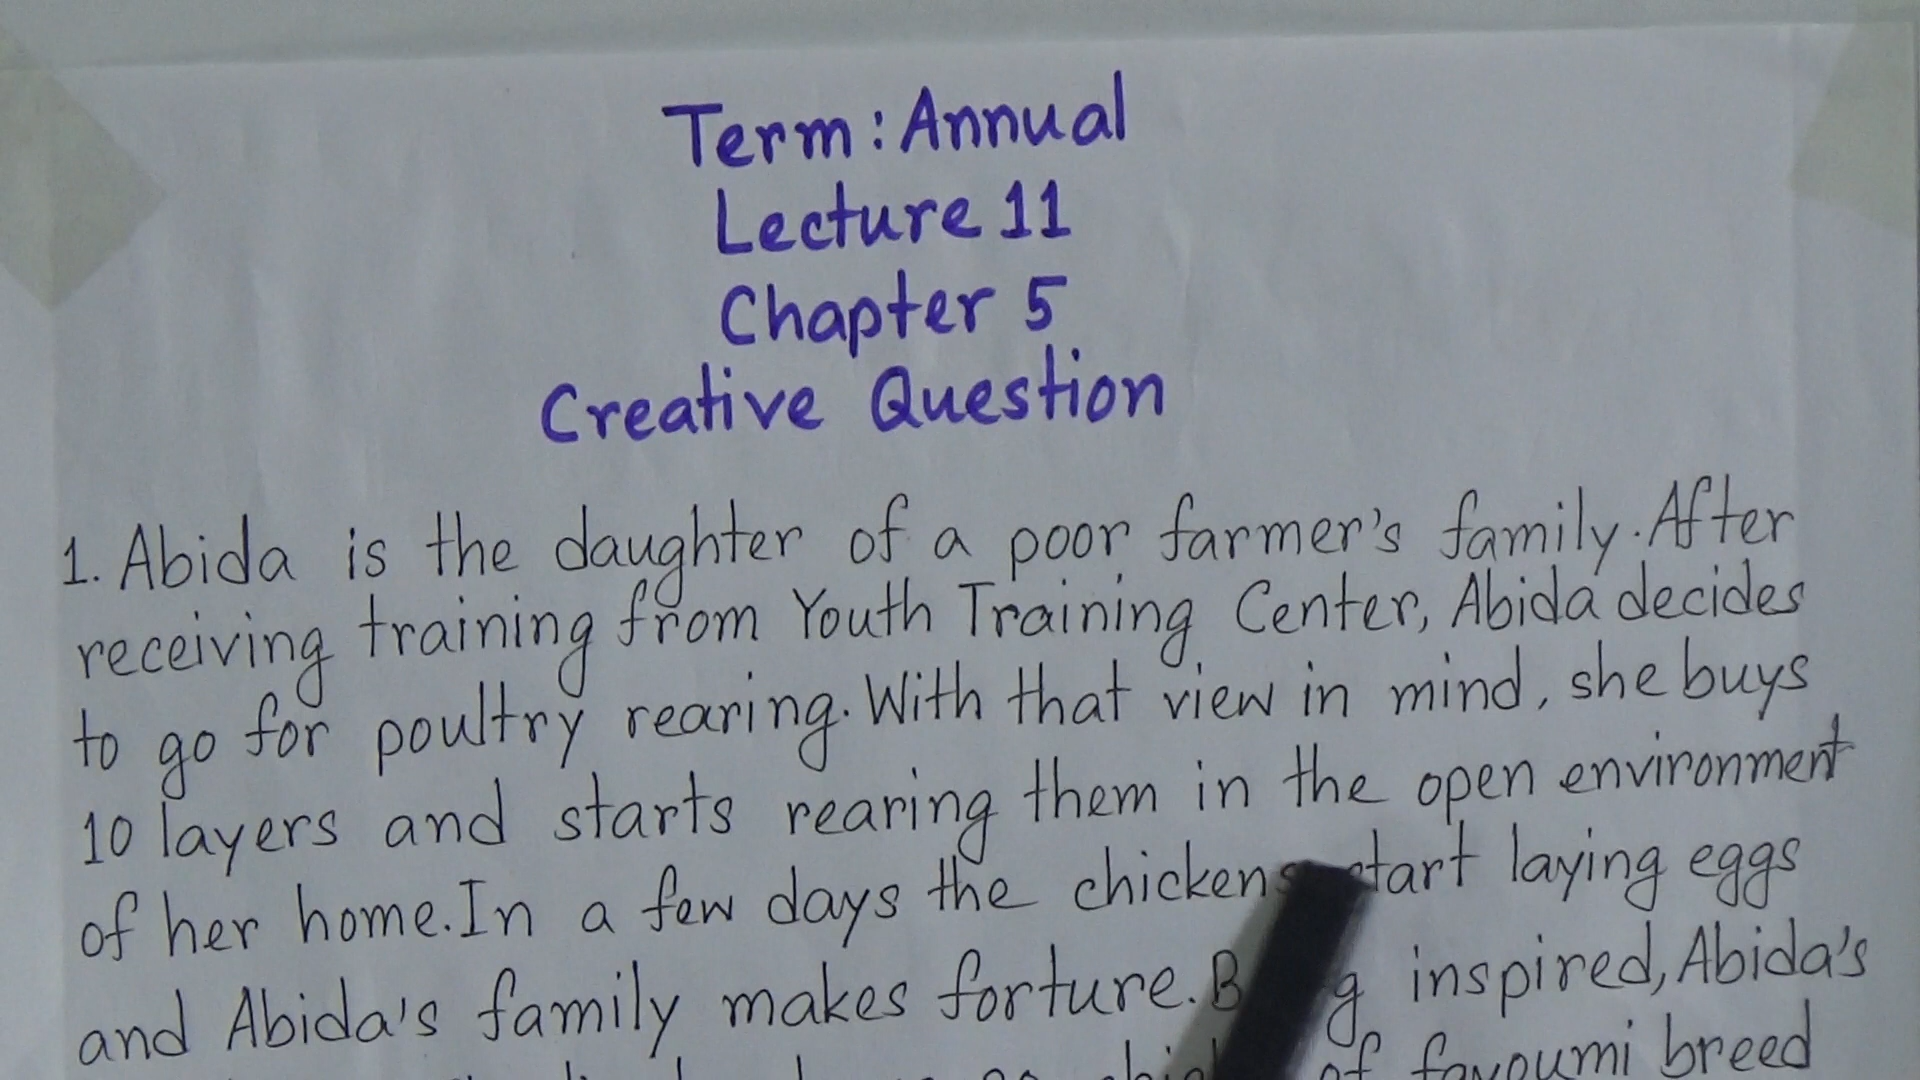 Term: Annual
Lecture 11
Chapter 5
Creative Question
1. Abida is the daughter of a poor farmer's family. After
receiving training from Youth Training Center, Abida decides
to go for poultry rearing. With that view in mind, she buys
10 layers and starts rearing them in the open environment
of her home. In a few days the chickens start laying eggs
and Abida's family makes forture. inspired, Abida's
of fayoumi breed